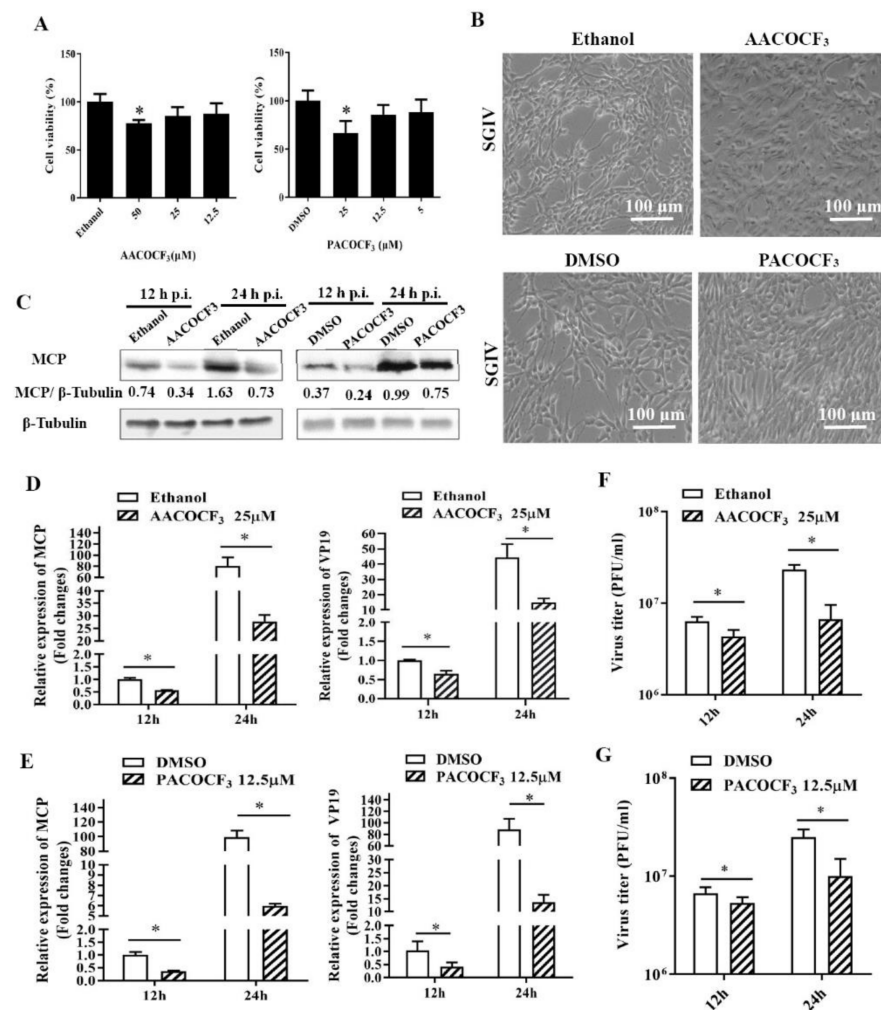 A
Cell viability (%)
150
100
50
0
Ethanol
50
25
12.5
AACOCF₃(μM)
*
Cell viability (%)
150
100
50
0
DMSO
25
12.5
5
PACOCF₃ (μM)
*
B
Ethanol
AACOCF₃
SGIV
100 μm
100 μm
DMSO
PACOCF₃
SGIV
100 μm
100 μm
C
12 h p.i. 24 h p.i. 12 h p.i. 24 h p.i.
Ethanol AACOCF3 Ethanol AACOCF3 DMSO PACOCF3 DMSO PACOCF3
MCP
MCP/ β-Tubulin 0.74 0.34 1.63 0.73 0.37 0.24 0.99 0.75
β-Tubulin
D
Ethanol
AACOCF₃ 25μM
Relative expression of MCP
(Fold changes)
140
120
100
80
60
35
30
25
20
2.0
1.5
1.0
0.5
0.0
*
*
12h
24h
Ethanol
AACOCF₃ 25μM
Relative expression of VP19
(Fold changes)
60
50
40
30
20
15
10
2.0
1.5
1.0
0.5
0.0
*
*
12h
24h
E
DMSO
PACOCF₃ 12.5μM
Relative expression of MCP
(Fold changes)
140
120
100
80
60
10
9
8
7
6
5
2.0
1.5
1.0
0.5
0.0
*
*
12h
24h
DMSO
PACOCF₃ 12.5μM
Relative expression of VP19
(Fold changes)
140
120
100
80
60
30
25
20
15
10
2.0
1.5
1.0
0.5
0.0
*
*
12h
24h
F
Ethanol
AACOCF₃ 25μM
Virus titer (PFU/ml)
10⁸
10⁷
10⁶
*
*
12h
24h
G
DMSO
PACOCF₃ 12.5μM
Virus titer (PFU/ml)
10⁸
10⁷
10⁶
*
*
12h
24h